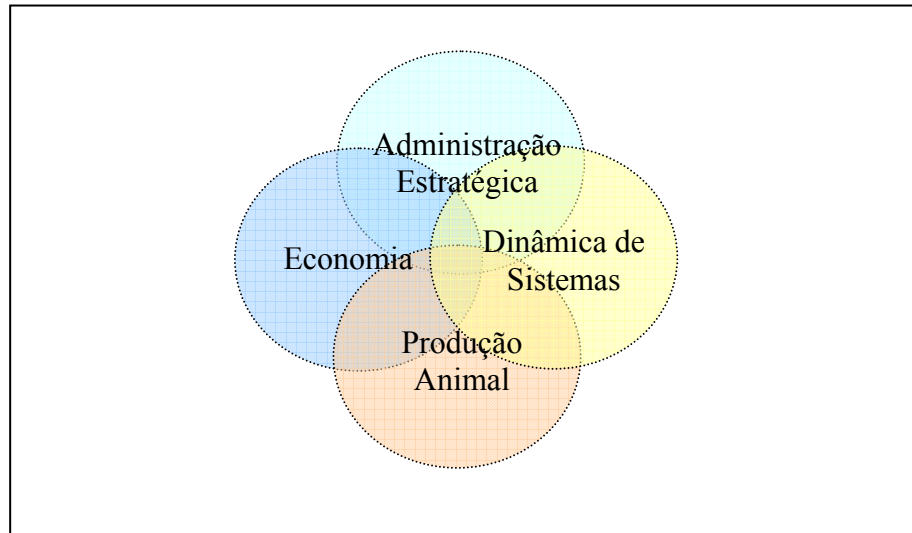 Administração
Estratégica
Economia
Dinâmica de
Sistemas
Produção
Animal